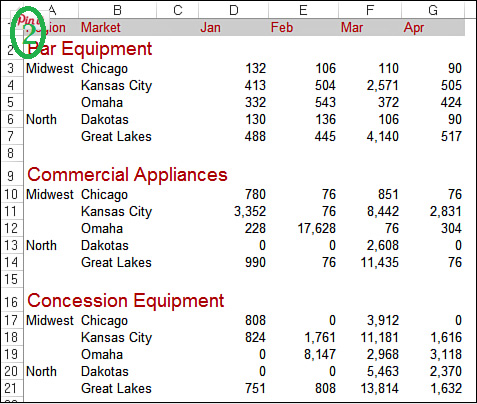 A B C D E F G
Pin
2
1 Region Market Jan Feb Mar Apr
2 Bar Equipment
3 Midwest Chicago 132 106 110 90
4 Kansas City 413 504 2,571 505
5 Omaha 332 543 372 424
6 North Dakotas 130 136 106 90
7 Great Lakes 488 445 4,140 517
8
9 Commercial Appliances
10 Midwest Chicago 780 76 851 76
11 Kansas City 3,352 76 8,442 2,831
12 Omaha 228 17,628 76 304
13 North Dakotas 0 0 2,608 0
14 Great Lakes 990 76 11,435 76
15
16 Concession Equipment
17 Midwest Chicago 808 0 3,912 0
18 Kansas City 824 1,761 11,181 1,616
19 Omaha 0 8,147 2,968 3,118
20 North Dakotas 0 0 5,463 2,370
21 Great Lakes 751 808 13,814 1,632